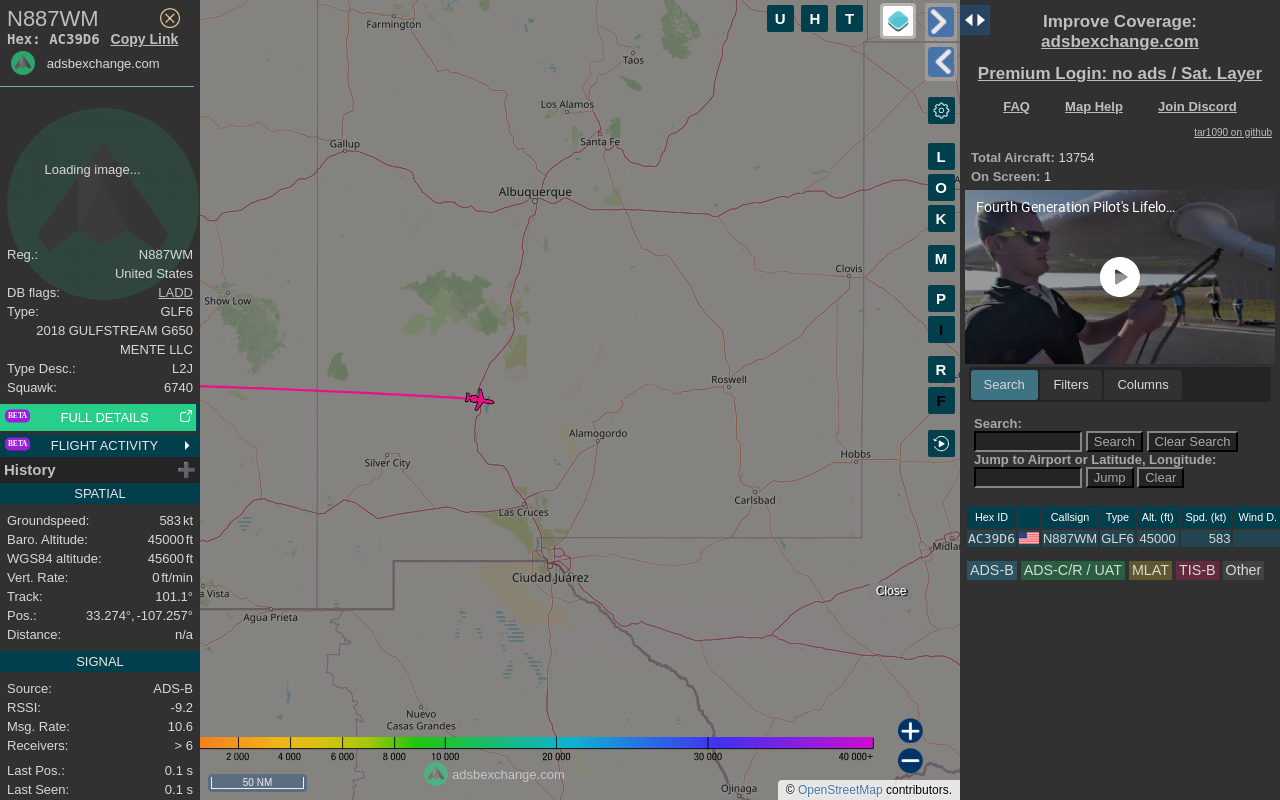 N887WM
Hex: AC39D6 Copy Link
adsbexchange.com
Loading image...
Reg.: N887WM
United States
DB flags: LADD
Type: GLF6
2018 GULFSTREAM G650
MENTE LLC
Type Desc.: L2J
Squawk: 6740
BETA FULL DETAILS
BETA FLIGHT ACTIVITY
History
SPATIAL
Groundspeed: 583 kt
Baro. Altitude: 45000 ft
WGS84 altitude: 45600 ft
Vert. Rate: 0 ft/min
Track: 101.1°
Pos.: 33.274°, -107.257°
Distance: n/a
SIGNAL
Source: ADS-B
RSSI: -9.2
Msg. Rate: 10.6
Receivers: > 6
Last Pos.: 0.1 s
Last Seen: 0.1 s
Farmington
Taos
Los Alamos
Santa Fe
Gallup
Albuquerque
Clovis
Show Low
Roswell
Alamogordo
Silver City
Hobbs
Carlsbad
Las Cruces
Midlan
Ciudad Juárez
a Vista
Agua Prieta
Close
Nuevo
Casas Grandes
Ojinaga
2 000 4 000 6 000 8 000 10 000 20 000 30 000 40 000+
adsbexchange.com
50 NM
© OpenStreetMap contributors.
U H T
L
O
K
M
P
I
R
F
Improve Coverage:
adsbexchange.com
Premium Login: no ads / Sat. Layer
FAQ Map Help Join Discord
tar1090 on github
Total Aircraft: 13754
On Screen: 1
Fourth Generation Pilot's Lifelo...
Search Filters Columns
Search:
Search Clear Search
Jump to Airport or Latitude, Longitude:
Jump Clear
Hex ID Callsign Type Alt. (ft) Spd. (kt) Wind D.
AC39D6 N887WM GLF6 45000 583
ADS-B ADS-C/R / UAT MLAT TIS-B Other